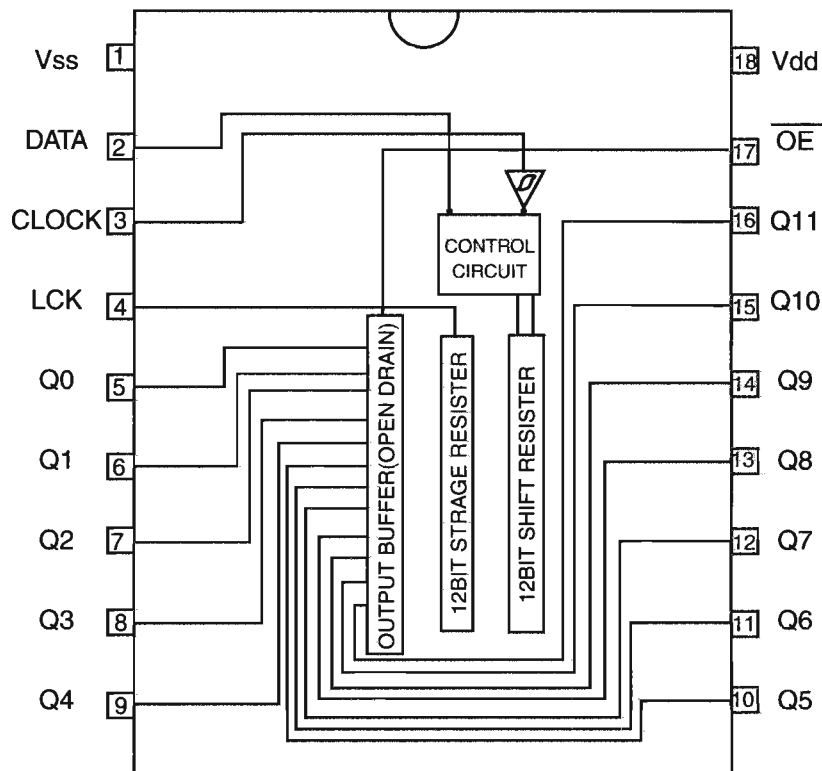 Vss 1
18 Vdd
DATA 2
17 OE
CLOCK 3
16 Q11
CONTROL
CIRCUIT
LCK 4
15 Q10
Q0 5
14 Q9
Q1 6
13 Q8
Q2 7
12 Q7
Q3 8
11 Q6
Q4 9
10 Q5
OUTPUT BUFFER(OPEN DRAIN)
12BIT STRAGE RESISTER
12BIT SHIFT RESISTER